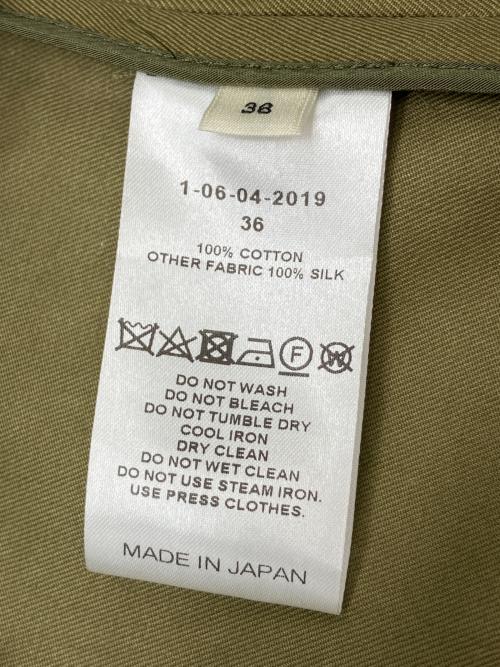 36
1-06-04-2019
36
100% COTTON
OTHER FABRIC 100% SILK
F
W
DO NOT WASH
DO NOT BLEACH
DO NOT TUMBLE DRY
COOL IRON
DRY CLEAN
DO NOT WET CLEAN
DO NOT USE STEAM IRON.
USE PRESS CLOTHES.
MADE IN JAPAN